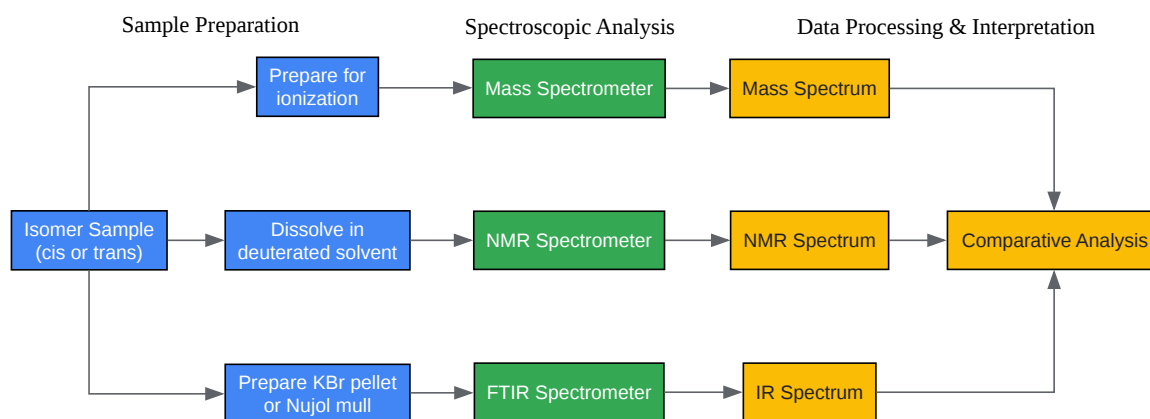 Sample Preparation
Spectroscopic Analysis
Data Processing & Interpretation
Prepare for
ionization
Mass Spectrometer
Mass Spectrum
Isomer Sample
(cis or trans)
Dissolve in
deuterated solvent
NMR Spectrometer
NMR Spectrum
Comparative Analysis
Prepare KBr pellet
or Nujol mull
FTIR Spectrometer
IR Spectrum